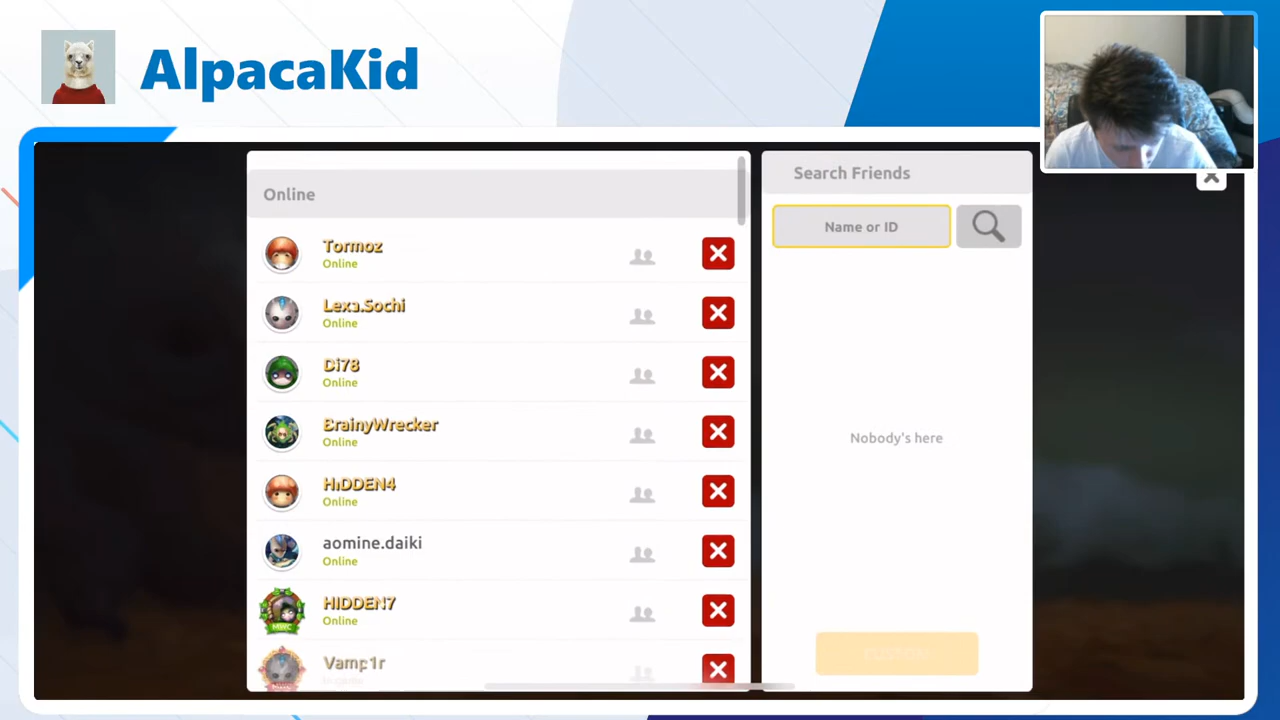 AlpacaKid
Online
Tormoz
Online
Lexa.Sochi
Online
Di78
Online
BrainyWrecker
Online
HIDDEN4
Online
aomine.daiki
Online
HIDDEN7
Online
MWC
Vamp1r
Search Friends
Name or ID
Nobody's here